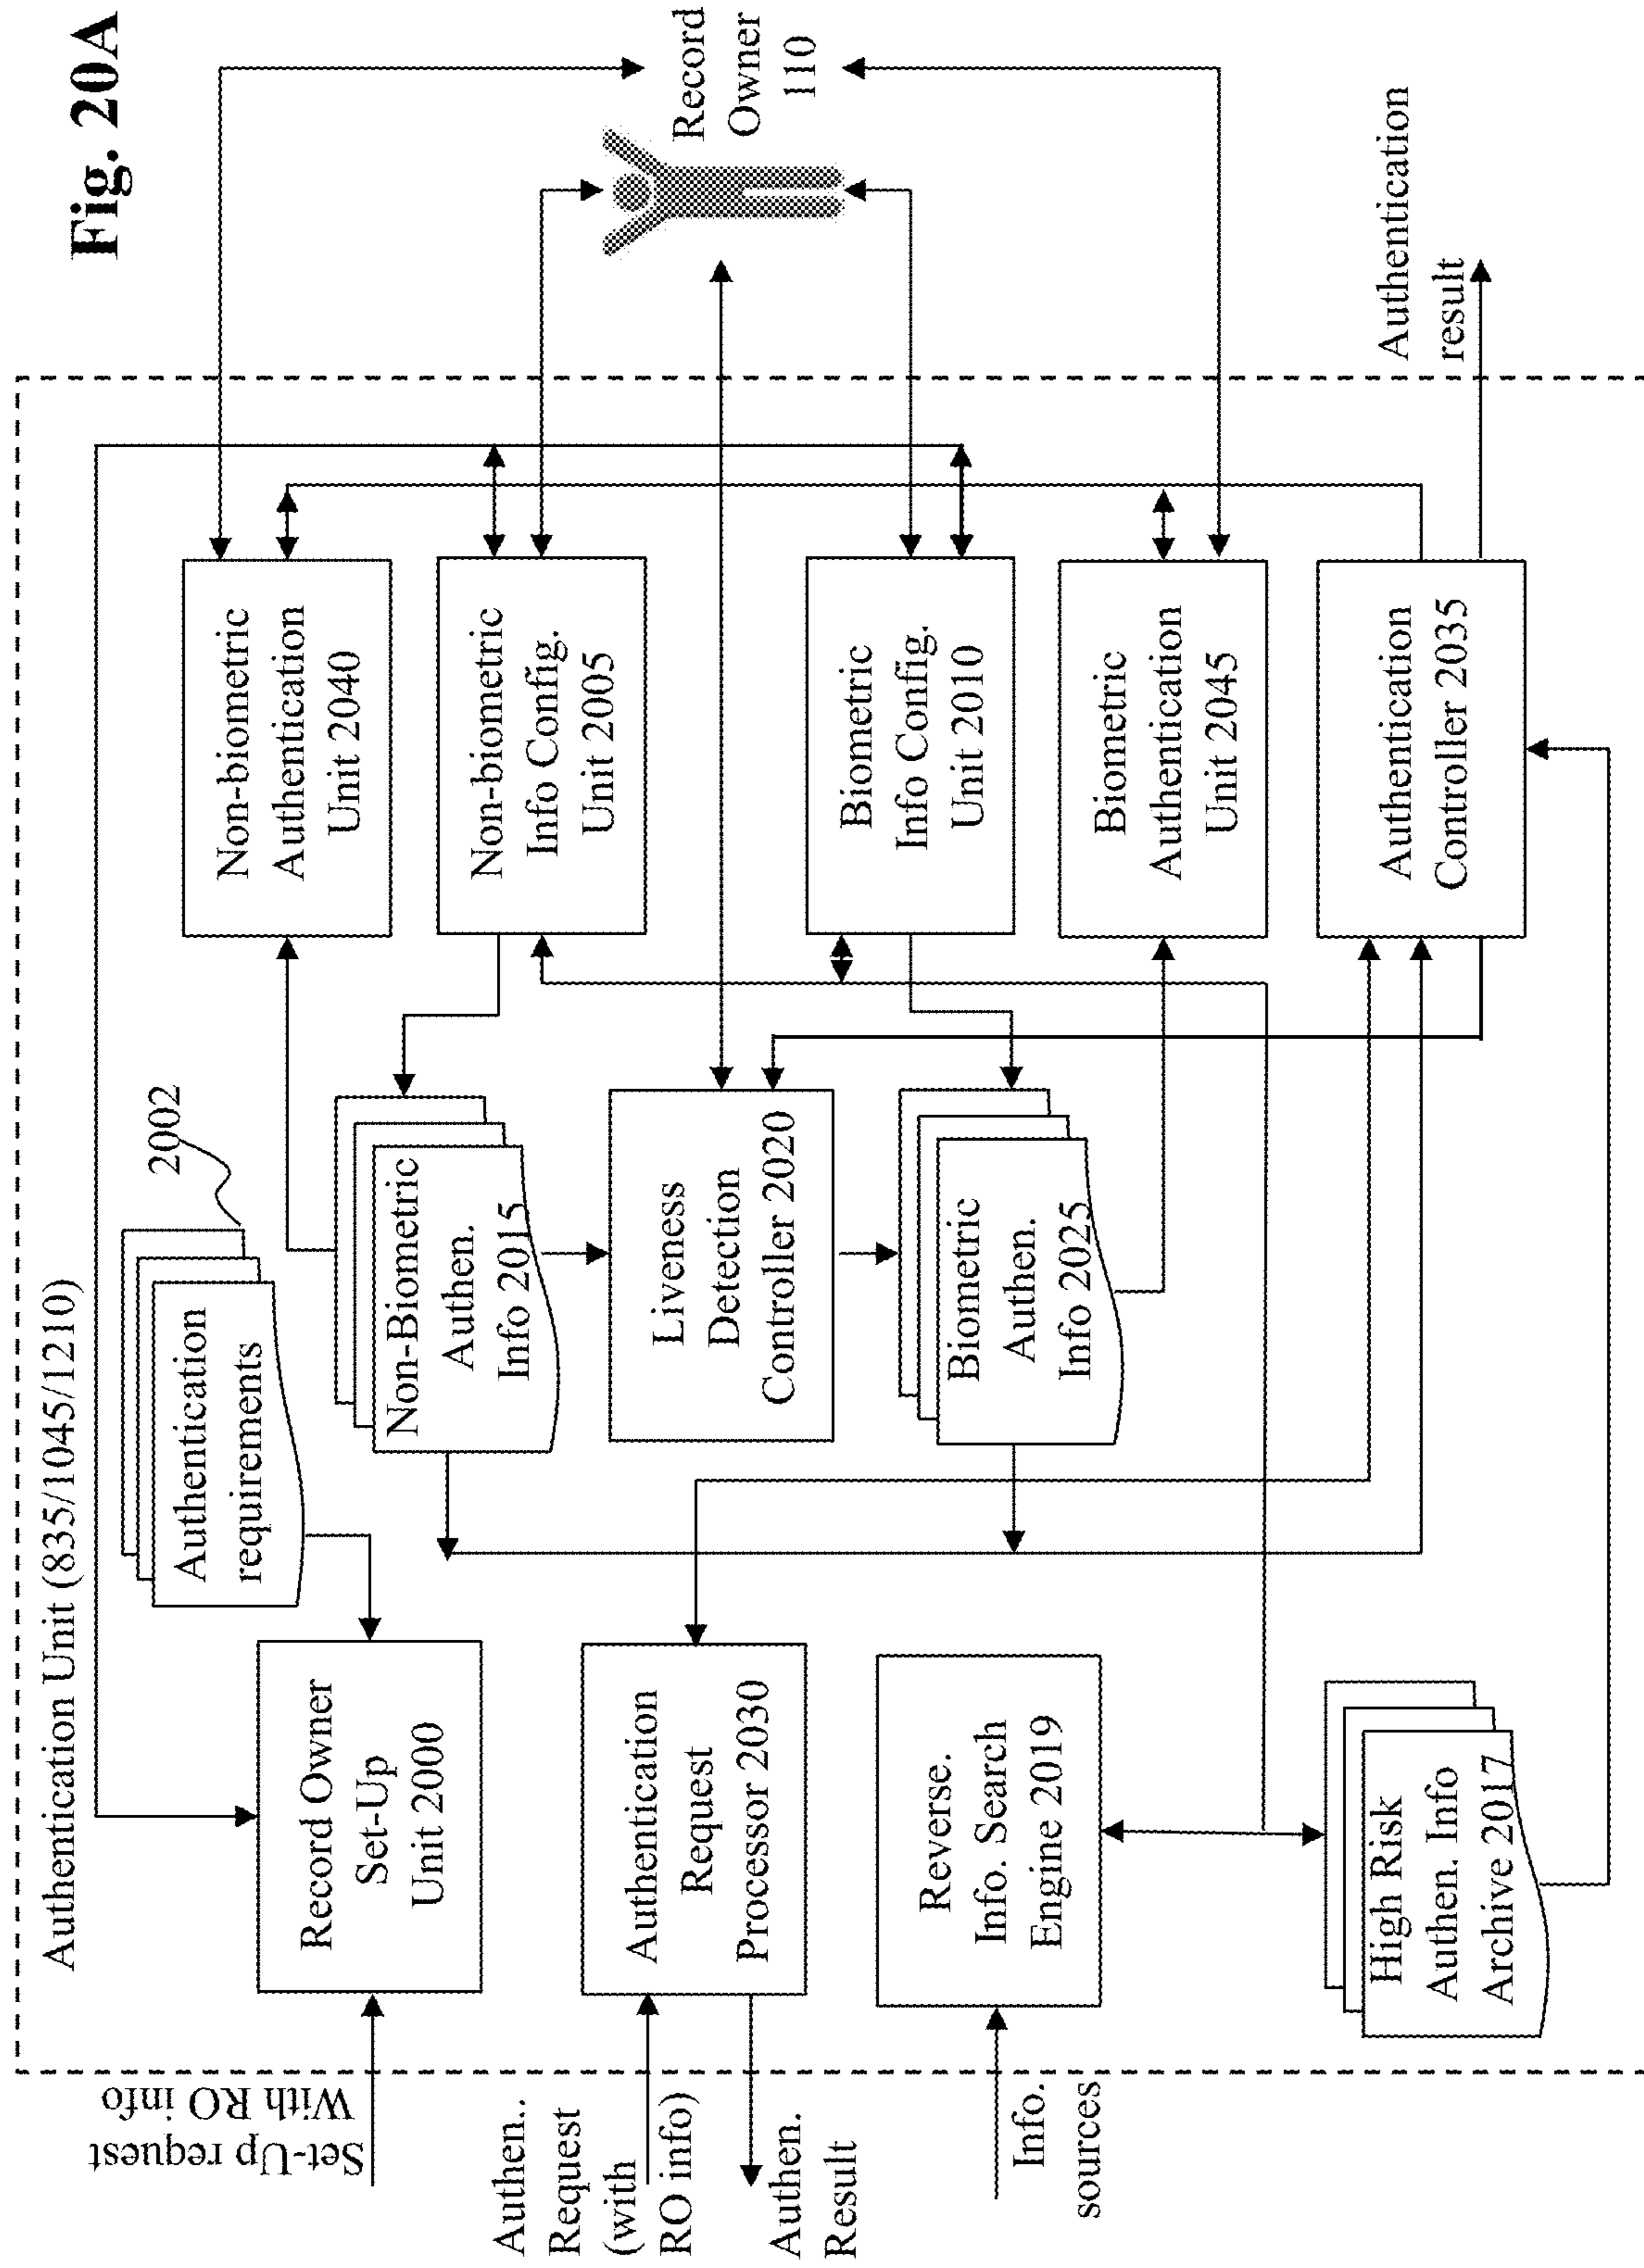 Fig. 20A
Authentication Unit (835/1045/1210)
Set-Up request
With RO info
Record Owner
Set-Up
Unit 2000
Authentication
requirements
2002
Non-biometric
Authentication
Unit 2040
Non-Biometric
Authen.
Info 2015
Non-biometric
Info Config.
Unit 2005
Authen..
Request
(with
RO info)
Authen.
Result
Authentication
Request
Processor 2030
Liveness
Detection
Controller 2020
Record
Owner
110
Biometric
Info Config.
Unit 2010
Info.
sources
Reverse.
Info. Search
Engine 2019
Biometric
Authen.
Info 2025
Biometric
Authentication
Unit 2045
High Risk
Authen. Info
Archive 2017
Authentication
Controller 2035
Authentication
result